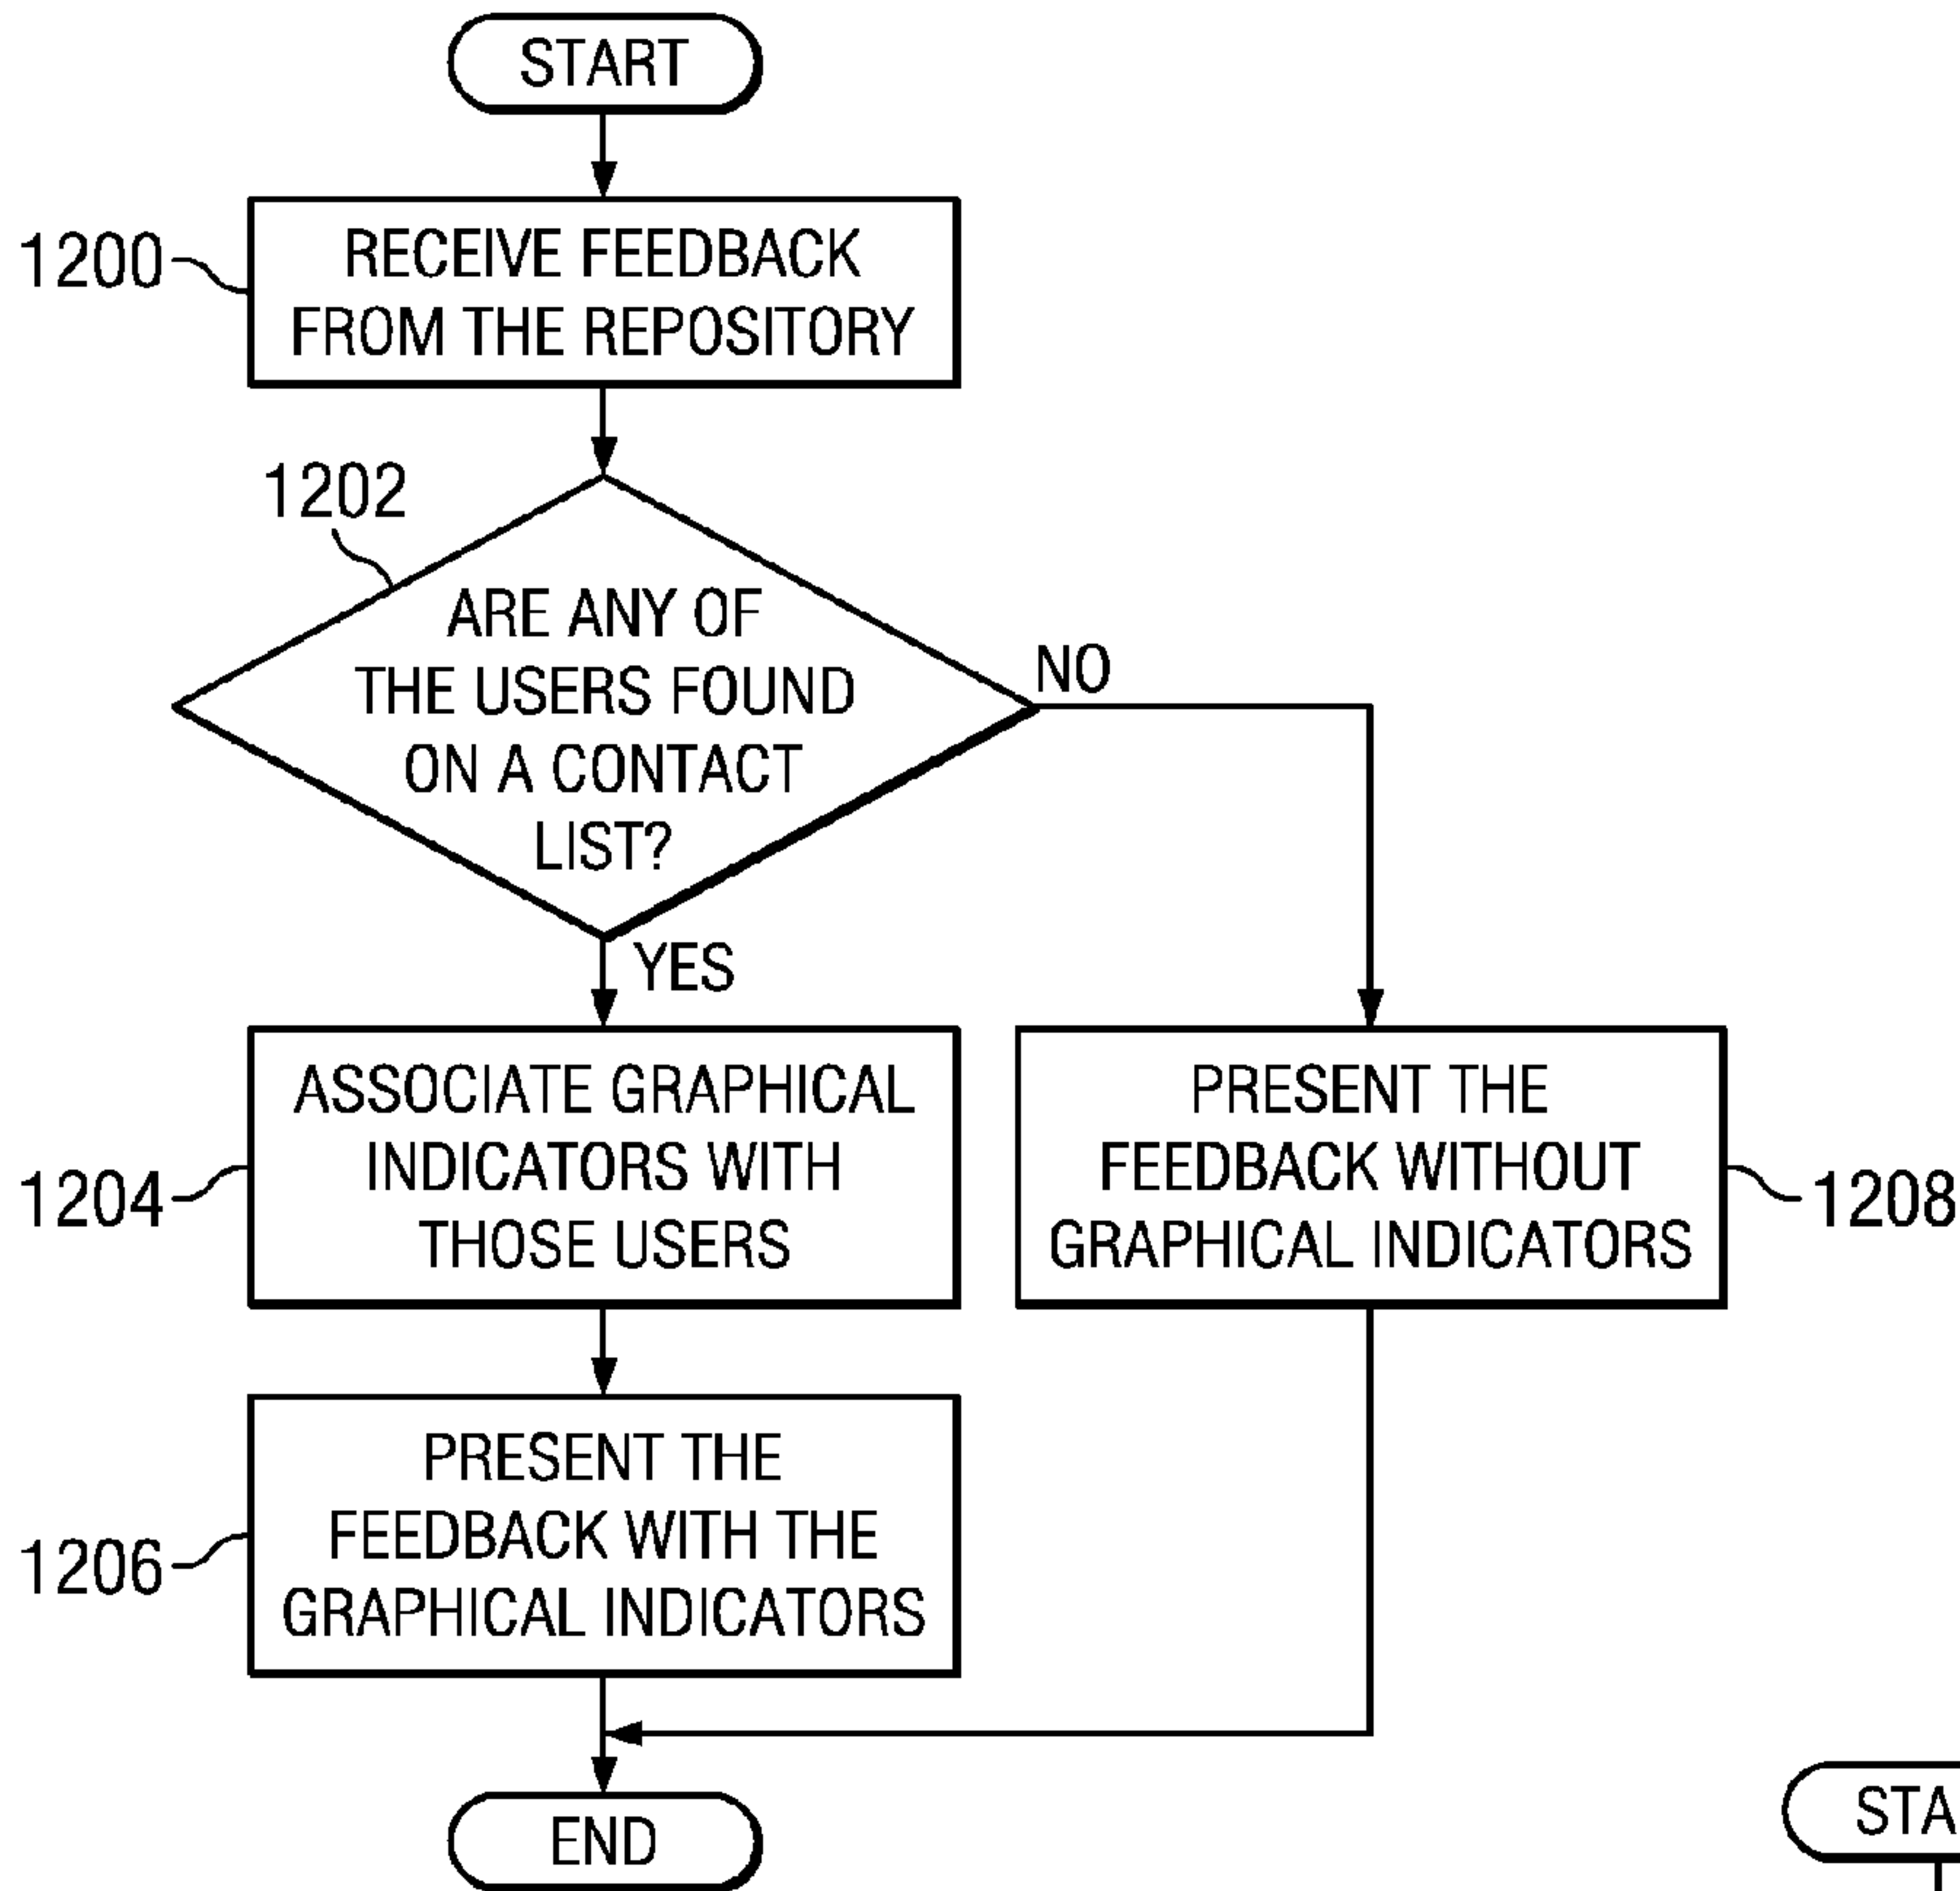 START
1200
RECEIVE FEEDBACK
FROM THE REPOSITORY
1202
ARE ANY OF
THE USERS FOUND
ON A CONTACT
LIST?
NO
YES
1204
ASSOCIATE GRAPHICAL
INDICATORS WITH
THOSE USERS
PRESENT THE
FEEDBACK WITHOUT
GRAPHICAL INDICATORS
1208
1206
PRESENT THE
FEEDBACK WITH THE
GRAPHICAL INDICATORS
END
STA